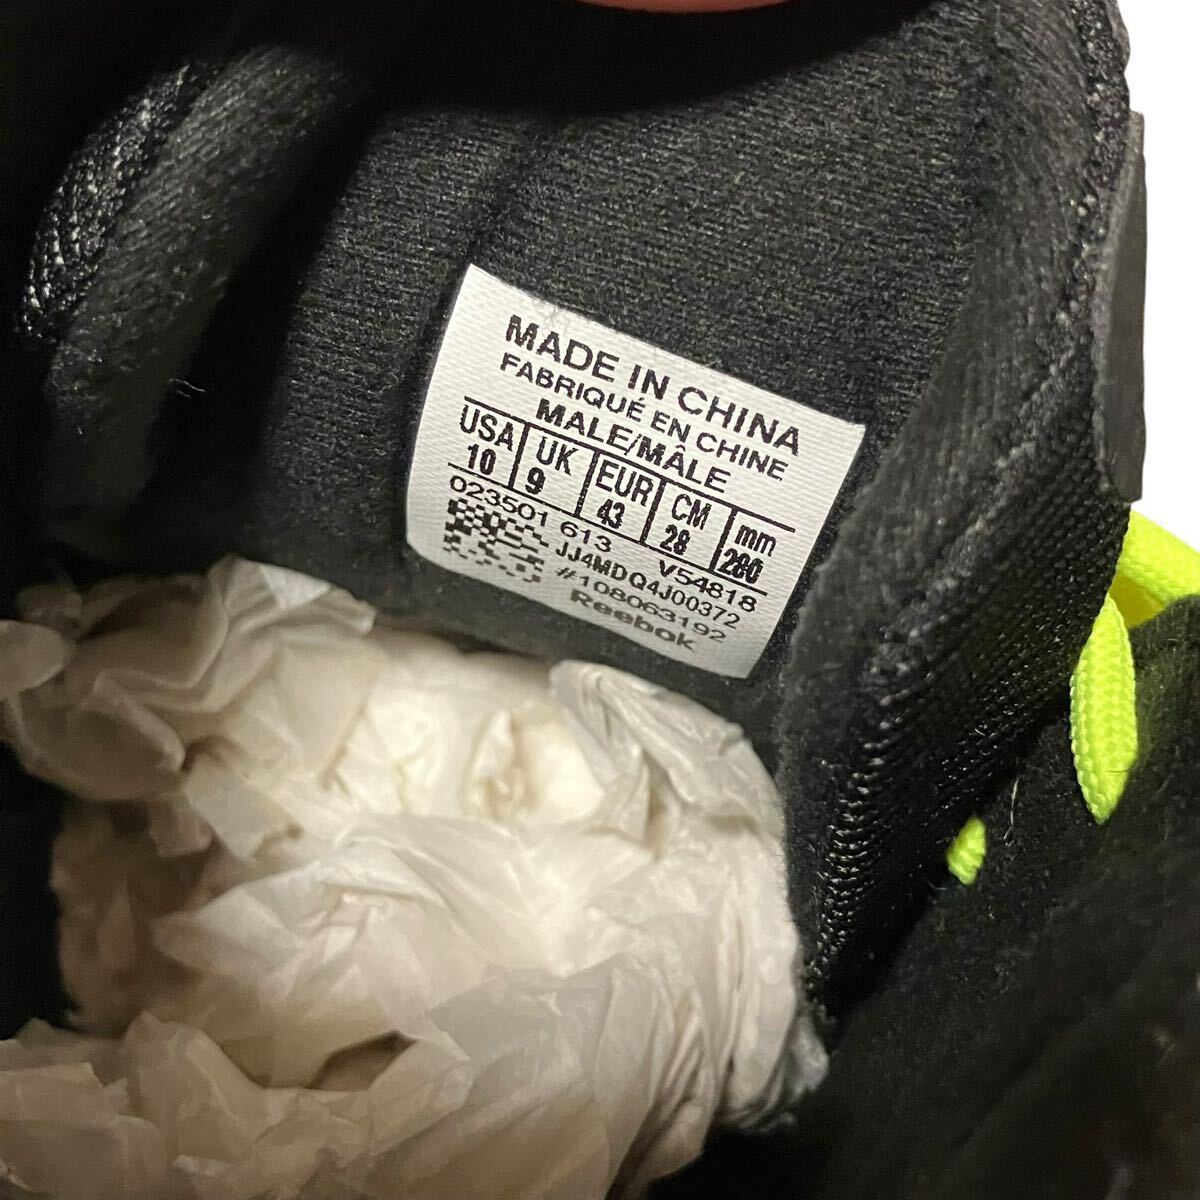 MADE IN CHINA
FABRIQUÉ EN CHINE
MALE/MÂLE
USA UK EUR CM mm
10 9 43 28 280
023501 613 V54818
JJ4MDQ4J00372
#108063192
Reebok